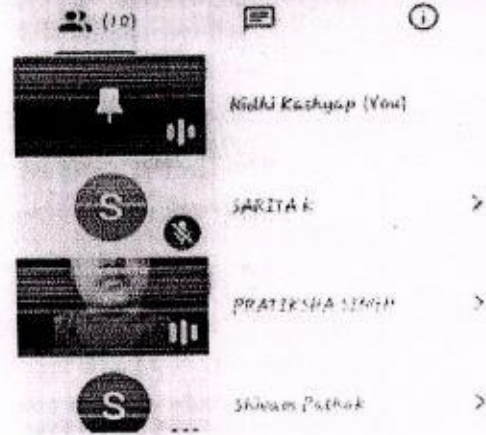 (10)
Nidhi Kashyap (You)
S
SARITA K
PRATIKSHA SINGH
S
Shivam Pathak